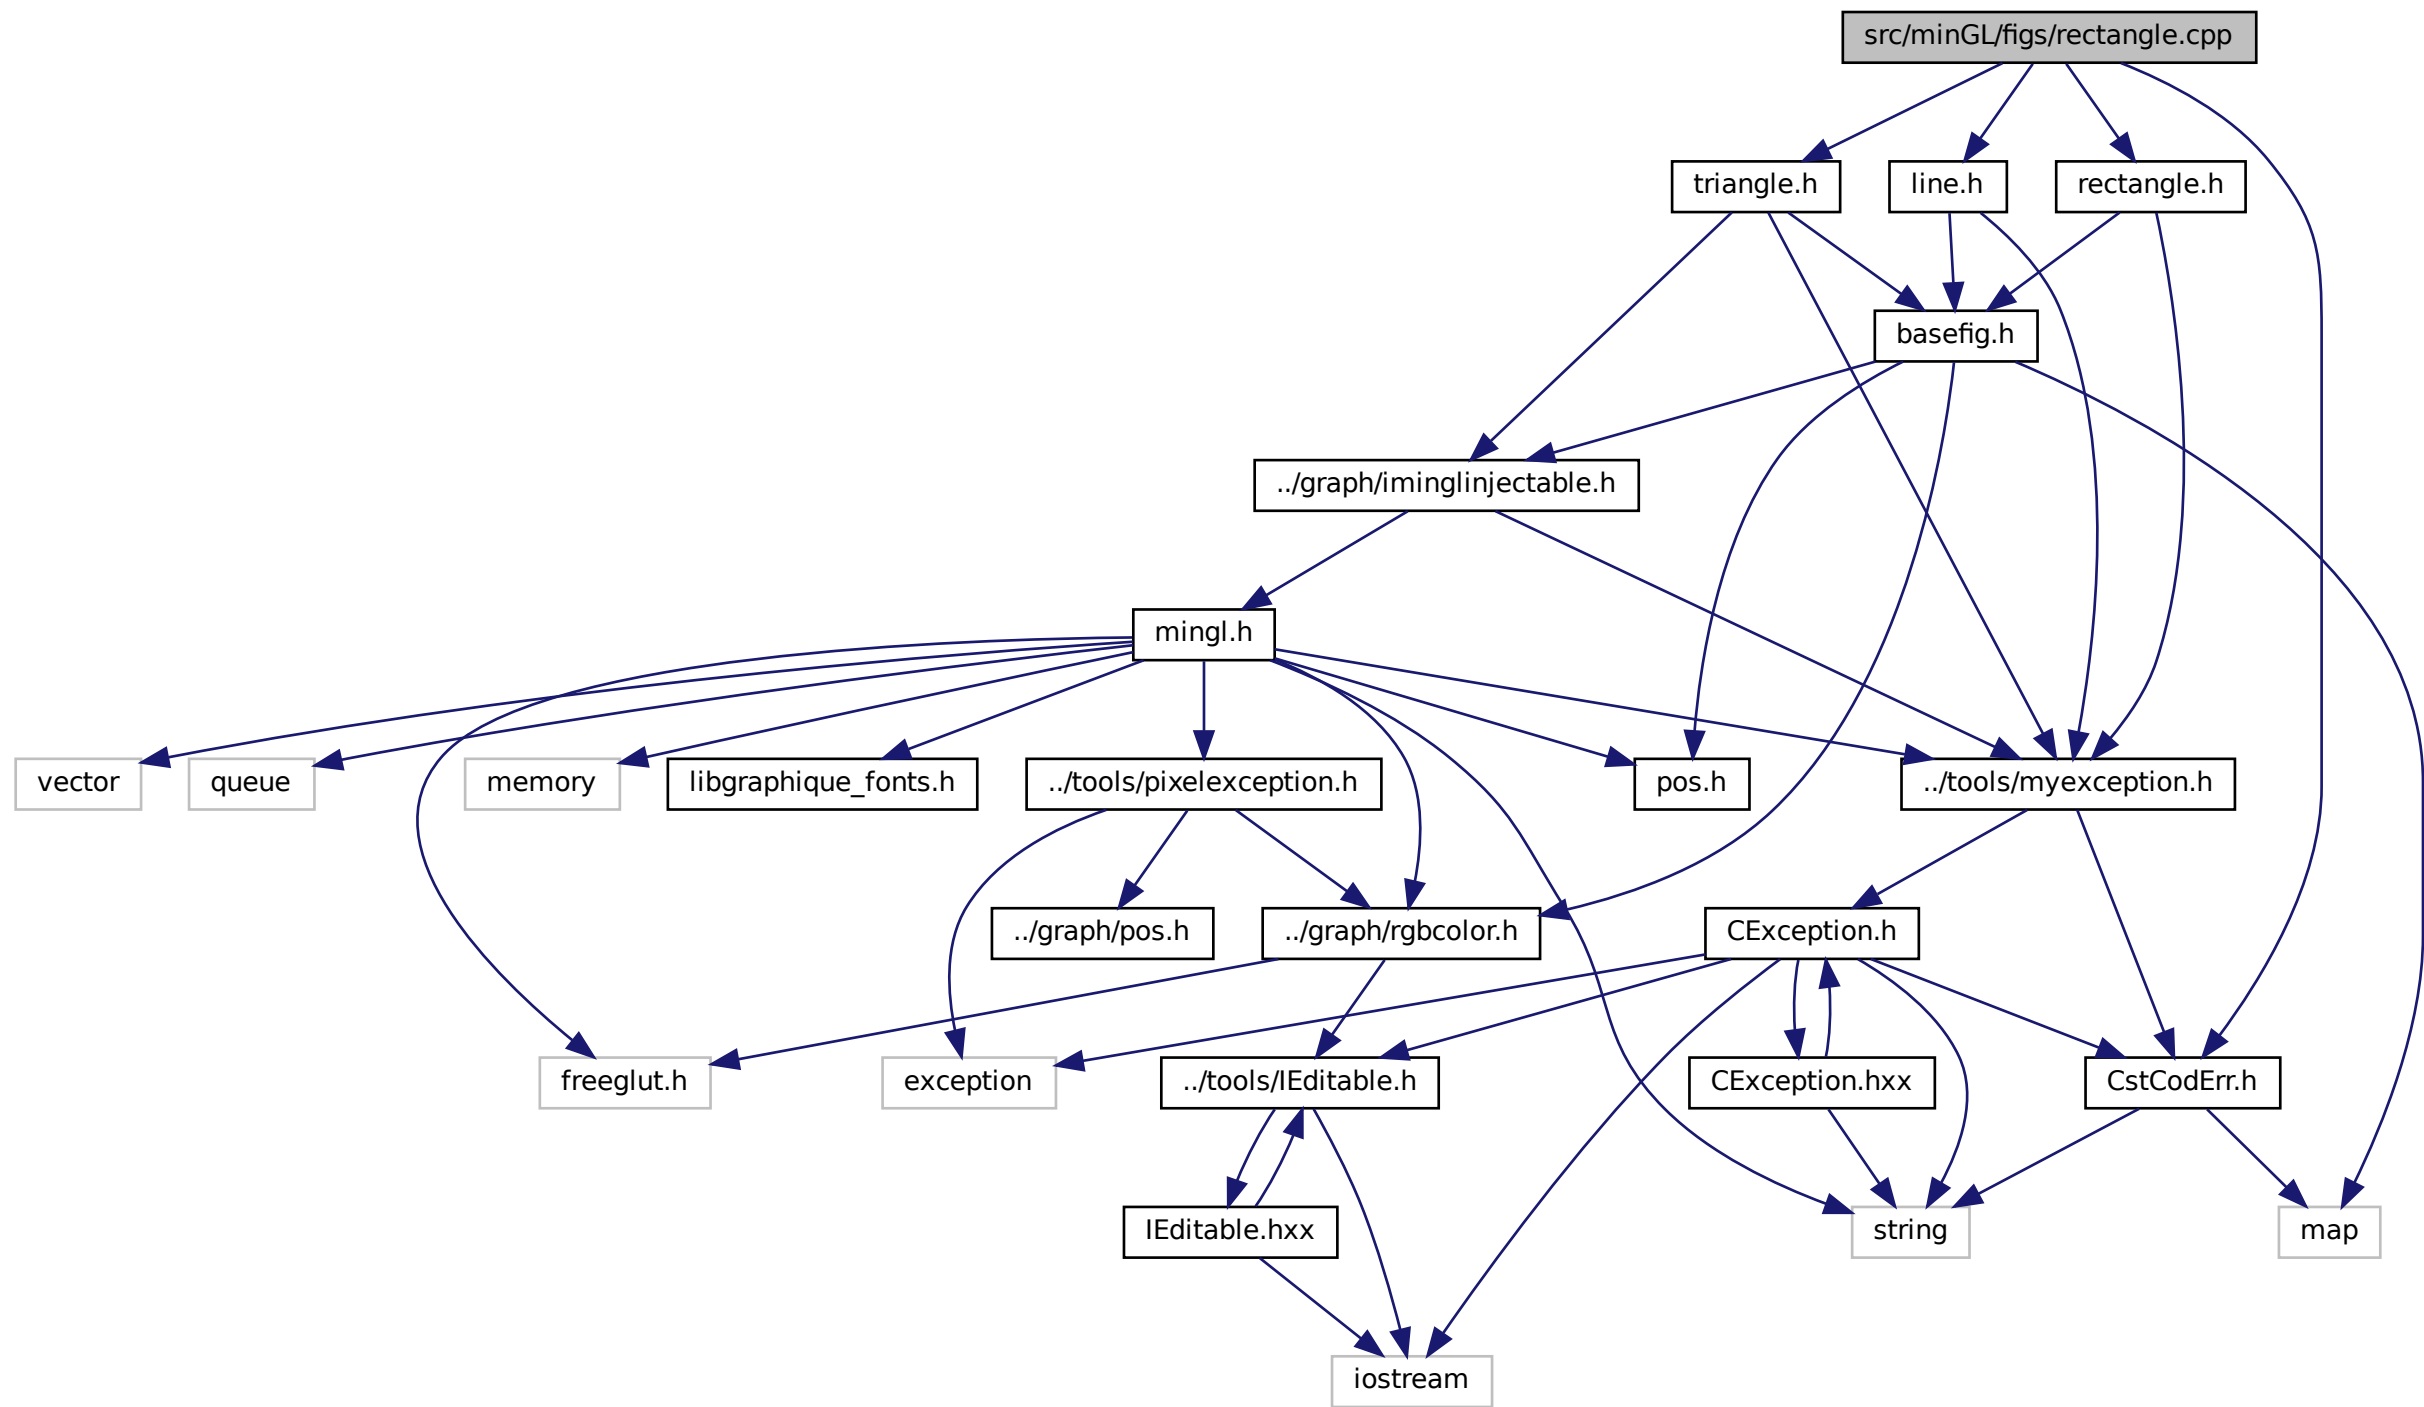 src/minGL/figs/rectangle.cpp
triangle.h
line.h
rectangle.h
basefig.h
../graph/iminglinjectable.h
mingl.h
vector
queue
memory
libgraphique_fonts.h
../tools/pixelexception.h
pos.h
../tools/myexception.h
../graph/pos.h
../graph/rgbcolor.h
CException.h
freeglut.h
exception
../tools/IEditable.h
CException.hxx
CstCodErr.h
IEditable.hxx
string
map
iostream